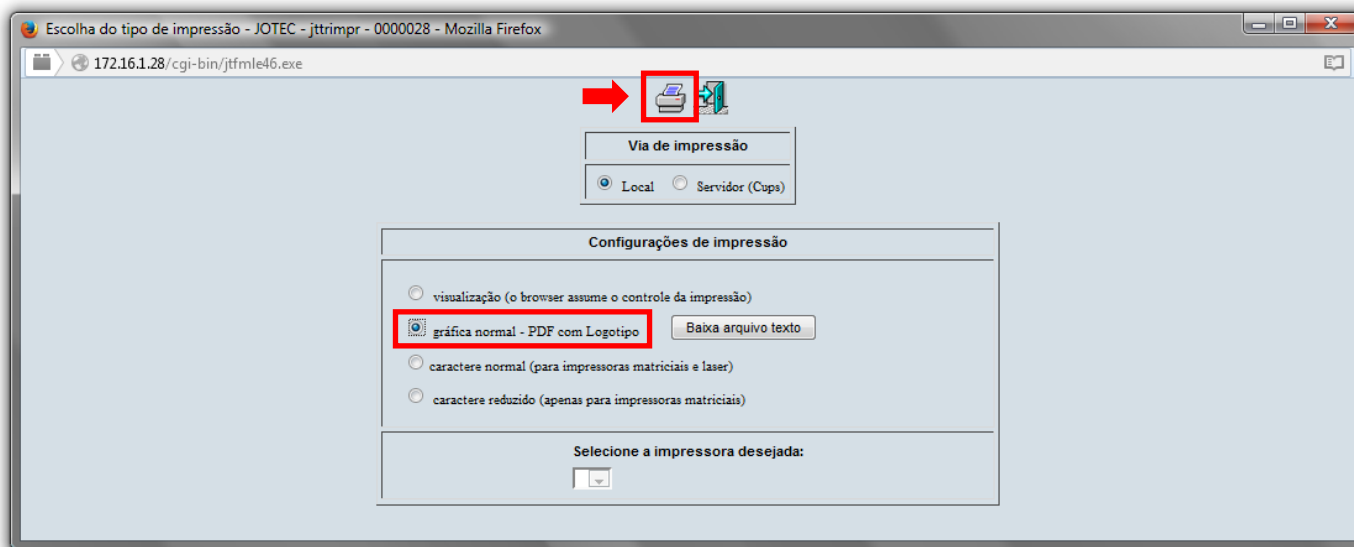 Escolha do tipo de impressão - JOTEC - jttrimpr - 0000028 - Mozilla Firefox
172.16.1.28/cgi-bin/jtfmle46.exe
Via de impressão
Local Servidor (Cups)
Configurações de impressão
visualização (o browser assume o controle da impressão)
gráfica normal - PDF com Logotipo Baixa arquivo texto
caractere normal (para impressoras matriciais e laser)
caractere reduzido (apenas para impressoras matriciais)
Selecione a impressora desejada: